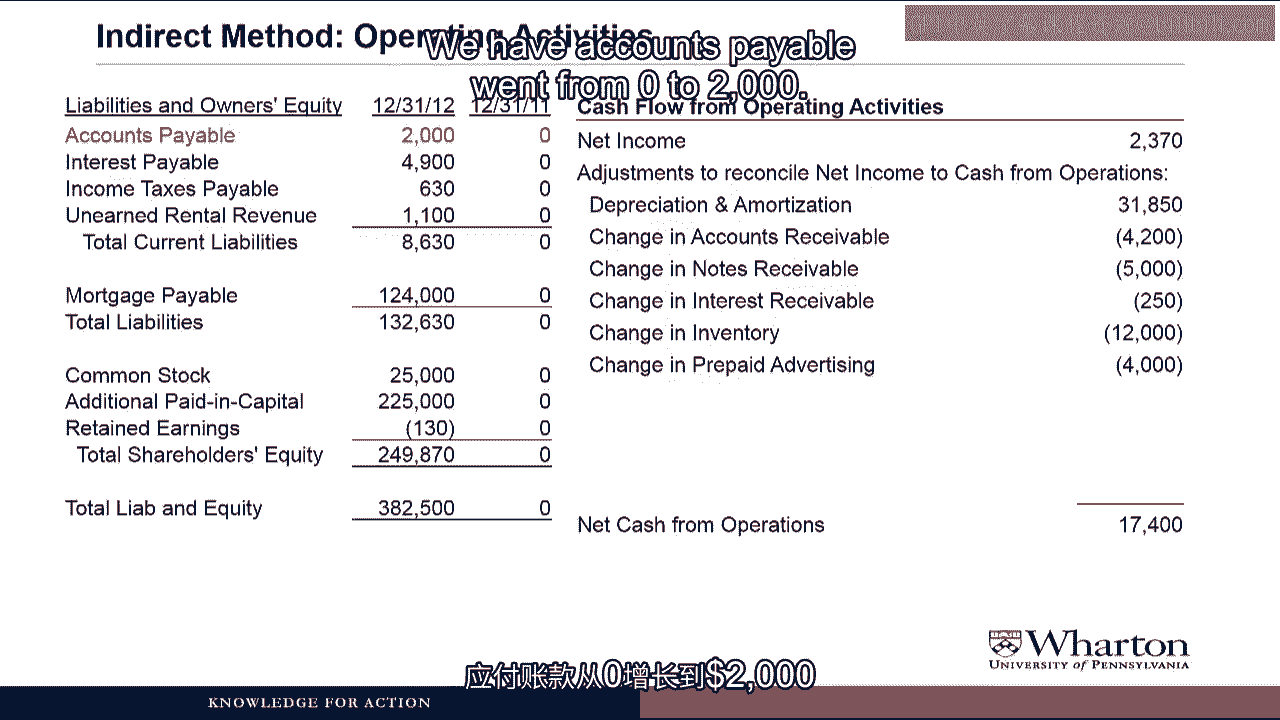 Indirect Method: Operating Activities
We have accounts payable
went from 0 to 2,000.
Liabilities and Owners' Equity 12/31/12 12/31/11
Accounts Payable 2,000 0
Interest Payable 4,900 0
Income Taxes Payable 630 0
Unearned Rental Revenue 1,100 0
Total Current Liabilities 8,630 0
Mortgage Payable 124,000 0
Total Liabilities 132,630 0
Common Stock 25,000 0
Additional Paid-in-Capital 225,000 0
Retained Earnings (130) 0
Total Shareholders' Equity 249,870 0
Total Liab and Equity 382,500 0
Cash Flow from Operating Activities
Net Income 2,370
Adjustments to reconcile Net Income to Cash from Operations:
Depreciation & Amortization 31,850
Change in Accounts Receivable (4,200)
Change in Notes Receivable (5,000)
Change in Interest Receivable (250)
Change in Inventory (12,000)
Change in Prepaid Advertising (4,000)
Net Cash from Operations 17,400
Wharton
UNIVERSITY of PENNSYLVANIA
应付账款从0增长到$2,000
KNOWLEDGE FOR ACTION